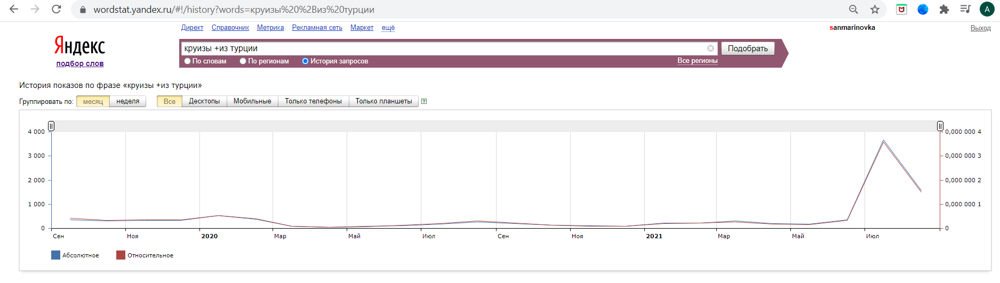 wordstat.yandex.ru/#!/history?words=круизы%20%2Bиз%20турции
A
Директ Справочник Метрика Рекламная сеть Маркет ещё
sanmarinovka
Выход
Яндекс
подбор слов
круизы +из турции
Подобрать
По словам По регионам История запросов
Все регионы
История показов по фразе «круизы +из турции»
Группировать по: месяц неделя Все Десктопы Мобильные Только телефоны Только планшеты ?
4 000 0,000 000 4
3 000 0,000 000 3
2 000 0,000 000 2
1 000 0,000 000 1
0 0
Сен Ноя 2020 Мар Май Июл Сен Ноя 2021 Мар Май Июл
Абсолютное Относительное